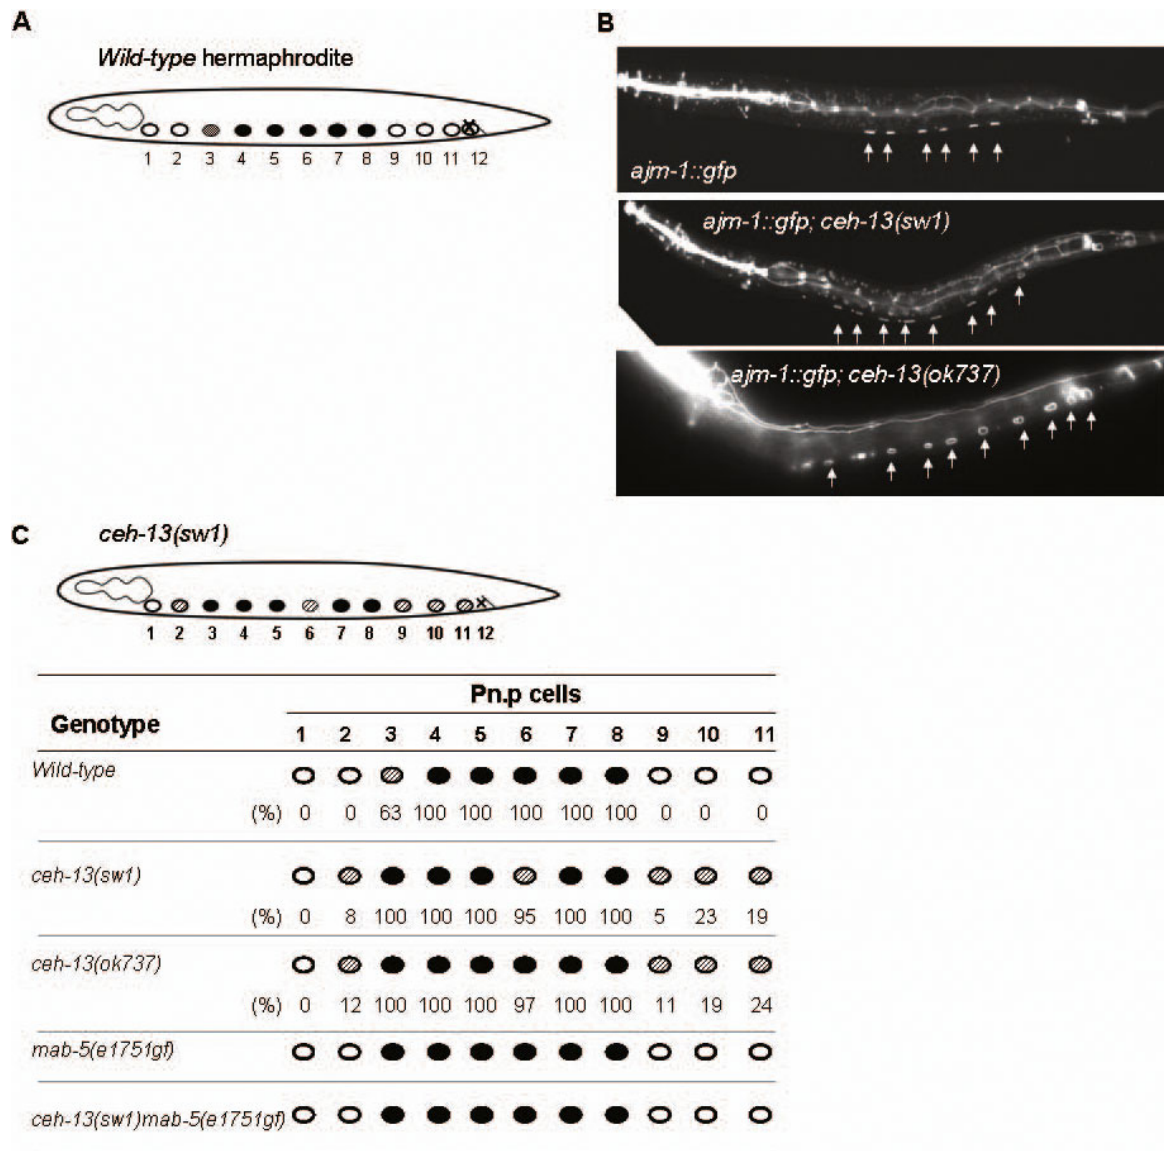 A
Wild-type hermaphrodite
1 2 3 4 5 6 7 8 9 10 11 12
B
ajm-1::gfp
ajm-1::gfp; ceh-13(sw1)
ajm-1::gfp; ceh-13(ok737)
C
ceh-13(sw1)
1 2 3 4 5 6 7 8 9 10 11 12
Genotype
Pn.p cells
1 2 3 4 5 6 7 8 9 10 11
Wild-type
(%) 0 0 63 100 100 100 100 100 0 0 0
ceh-13(sw1)
(%) 0 8 100 100 100 95 100 100 5 23 19
ceh-13(ok737)
(%) 0 12 100 100 100 97 100 100 11 19 24
mab-5(e1751gf)
ceh-13(sw1)mab-5(e1751gf)